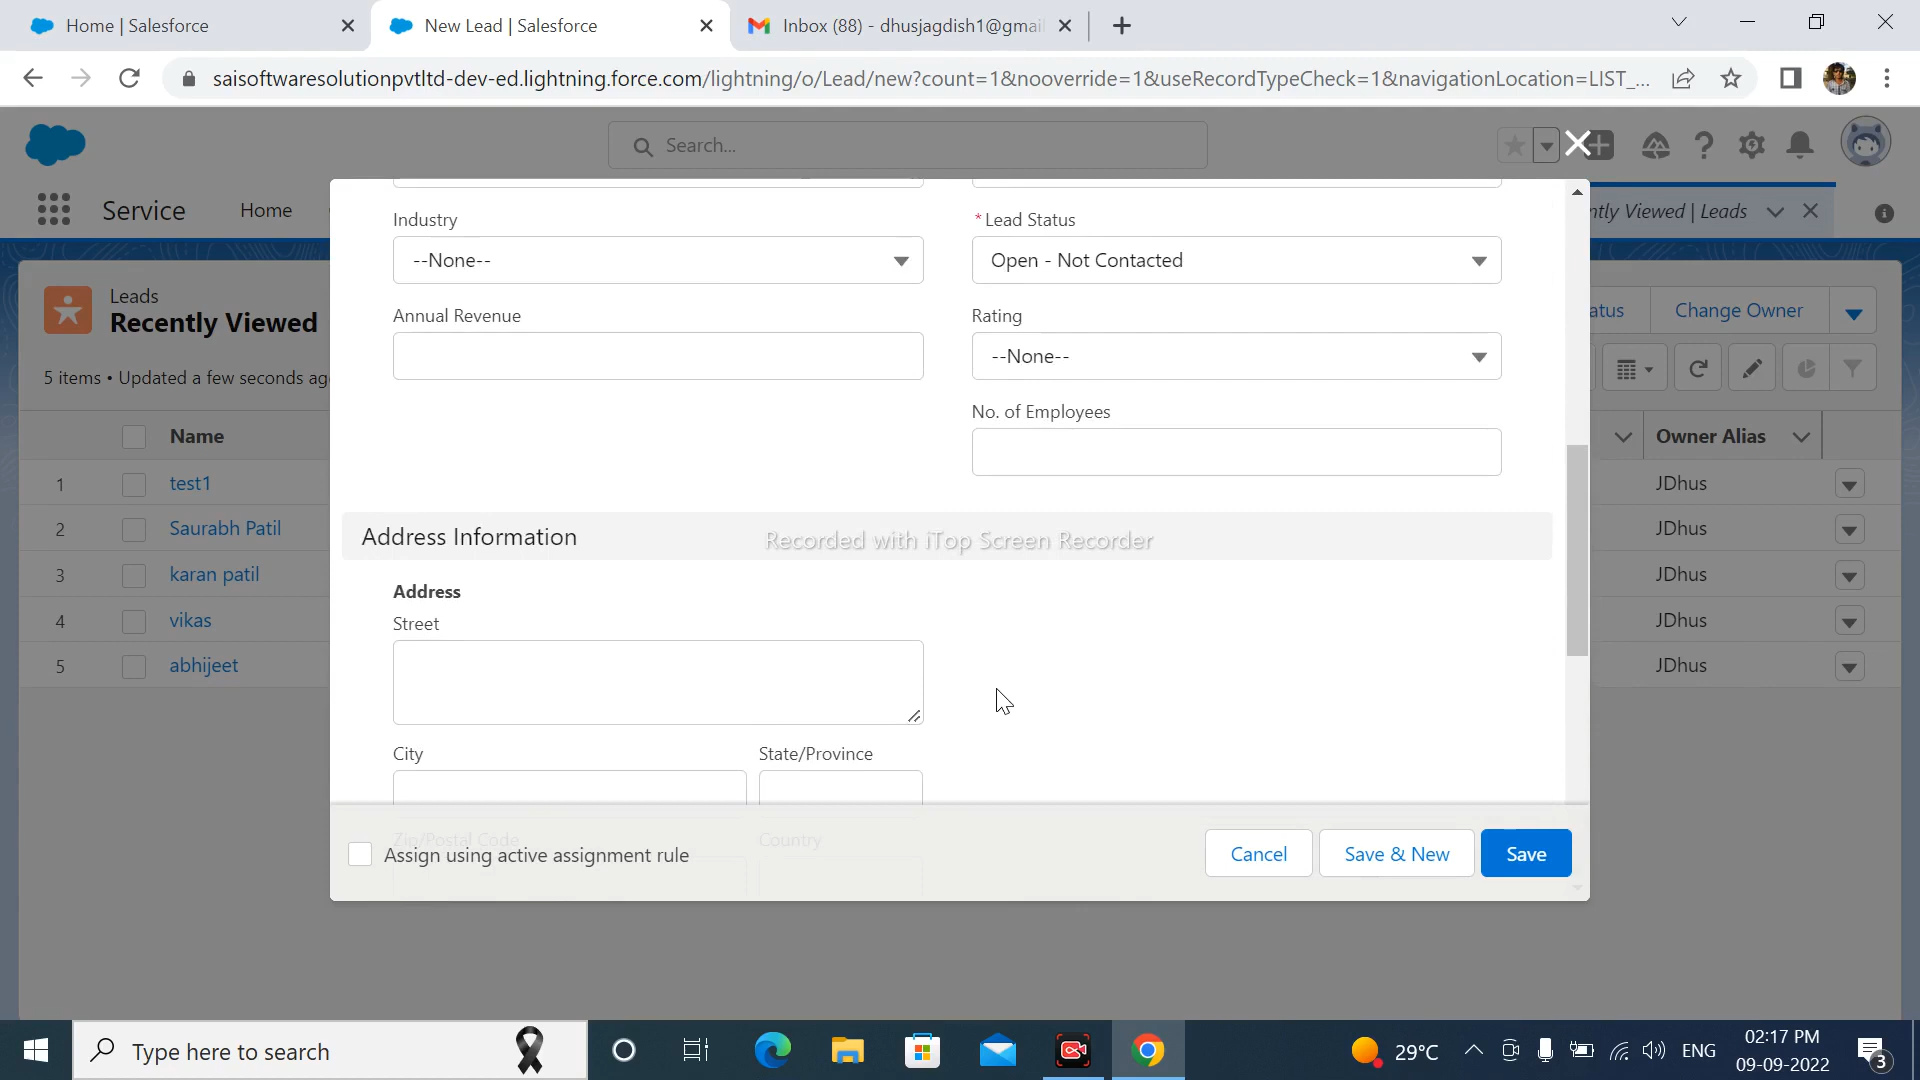 Home | Salesforce
New Lead | Salesforce
Inbox (88) - dhusjagdish1@gmai
saisoftwaresolutionpvtltd-dev-ed.lightning.force.com/lightning/o/Lead/new?count=1&nooverride=1&useRecordTypeCheck=1&navigationLocation=LIST_...
Search...
Service
Home
ntly Viewed | Leads
Industry
*Lead Status
--None--
Open - Not Contacted
Leads
Recently Viewed
atus
Change Owner
Annual Revenue
Rating
--None--
5 items • Updated a few seconds ag
No. of Employees
Name
Owner Alias
1 test1 JDhus
2 Saurabh Patil JDhus
Address Information
Recorded with iTop Screen Recorder
3 karan patil JDhus
Address
Street
4 vikas JDhus
5 abhijeet JDhus
City
State/Province
Zip/Postal Code
Country
Assign using active assignment rule
Cancel
Save & New
Save
Type here to search
29°C
ENG
02:17 PM
09-09-2022
3